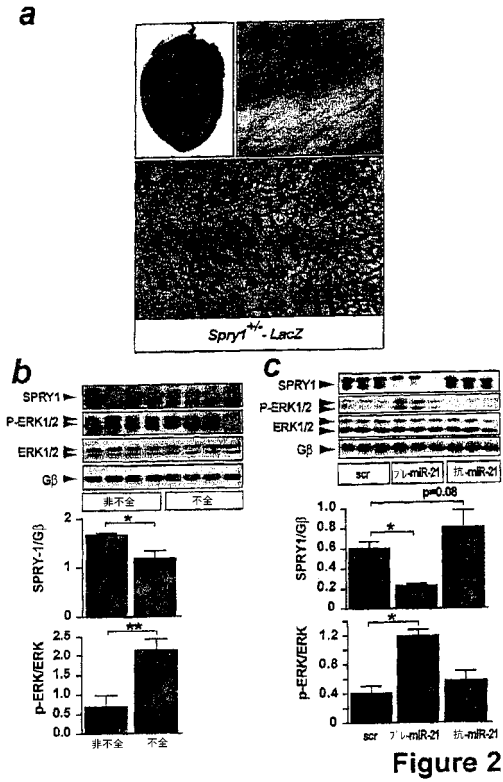 a
Spry1+/- - LacZ
b
SPRY1
P-ERK1/2
ERK1/2
Gβ
非不全 不全
SPRY-1/Gβ
2
*
1
0
p-ERK/ERK
2.5
**
2.0
1.5
1.0
0.5
0.0
非不全 不全
c
SPRY1
P-ERK1/2
ERK1/2
Gβ
scr プレ-miR-21 抗-miR-21
p=0.08
SPRY1/Gβ
1.0
0.8
*
0.6
0.4
0.2
0.0
p-ERK/ERK
*
1.2
0.8
0.4
0
scr プレ-miR-21 抗-miR-21
Figure 2